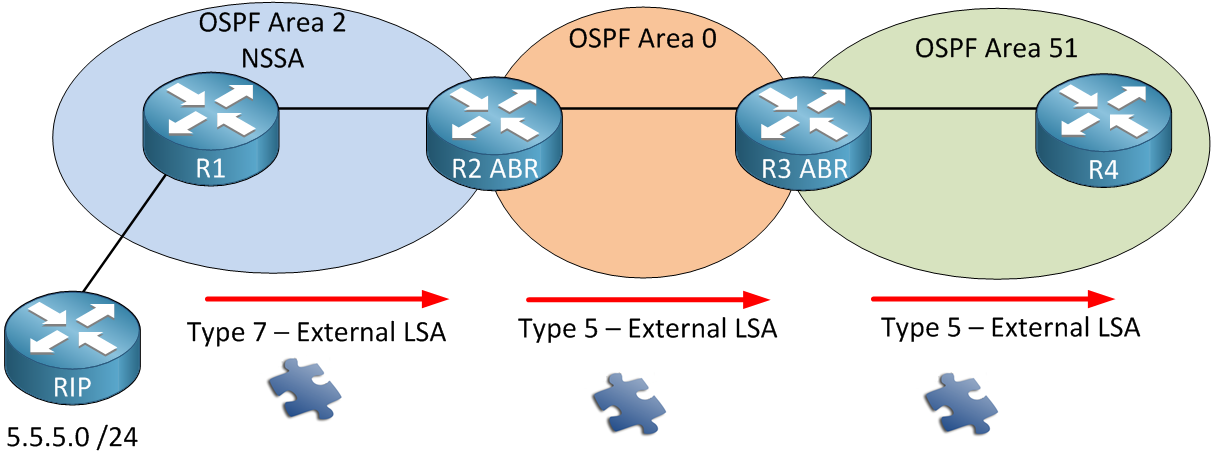 OSPF Area 2
NSSA
OSPF Area 0
OSPF Area 51
R1
R2 ABR
R3 ABR
R4
Type 7 – External LSA
Type 5 – External LSA
Type 5 – External LSA
RIP
5.5.5.0 /24